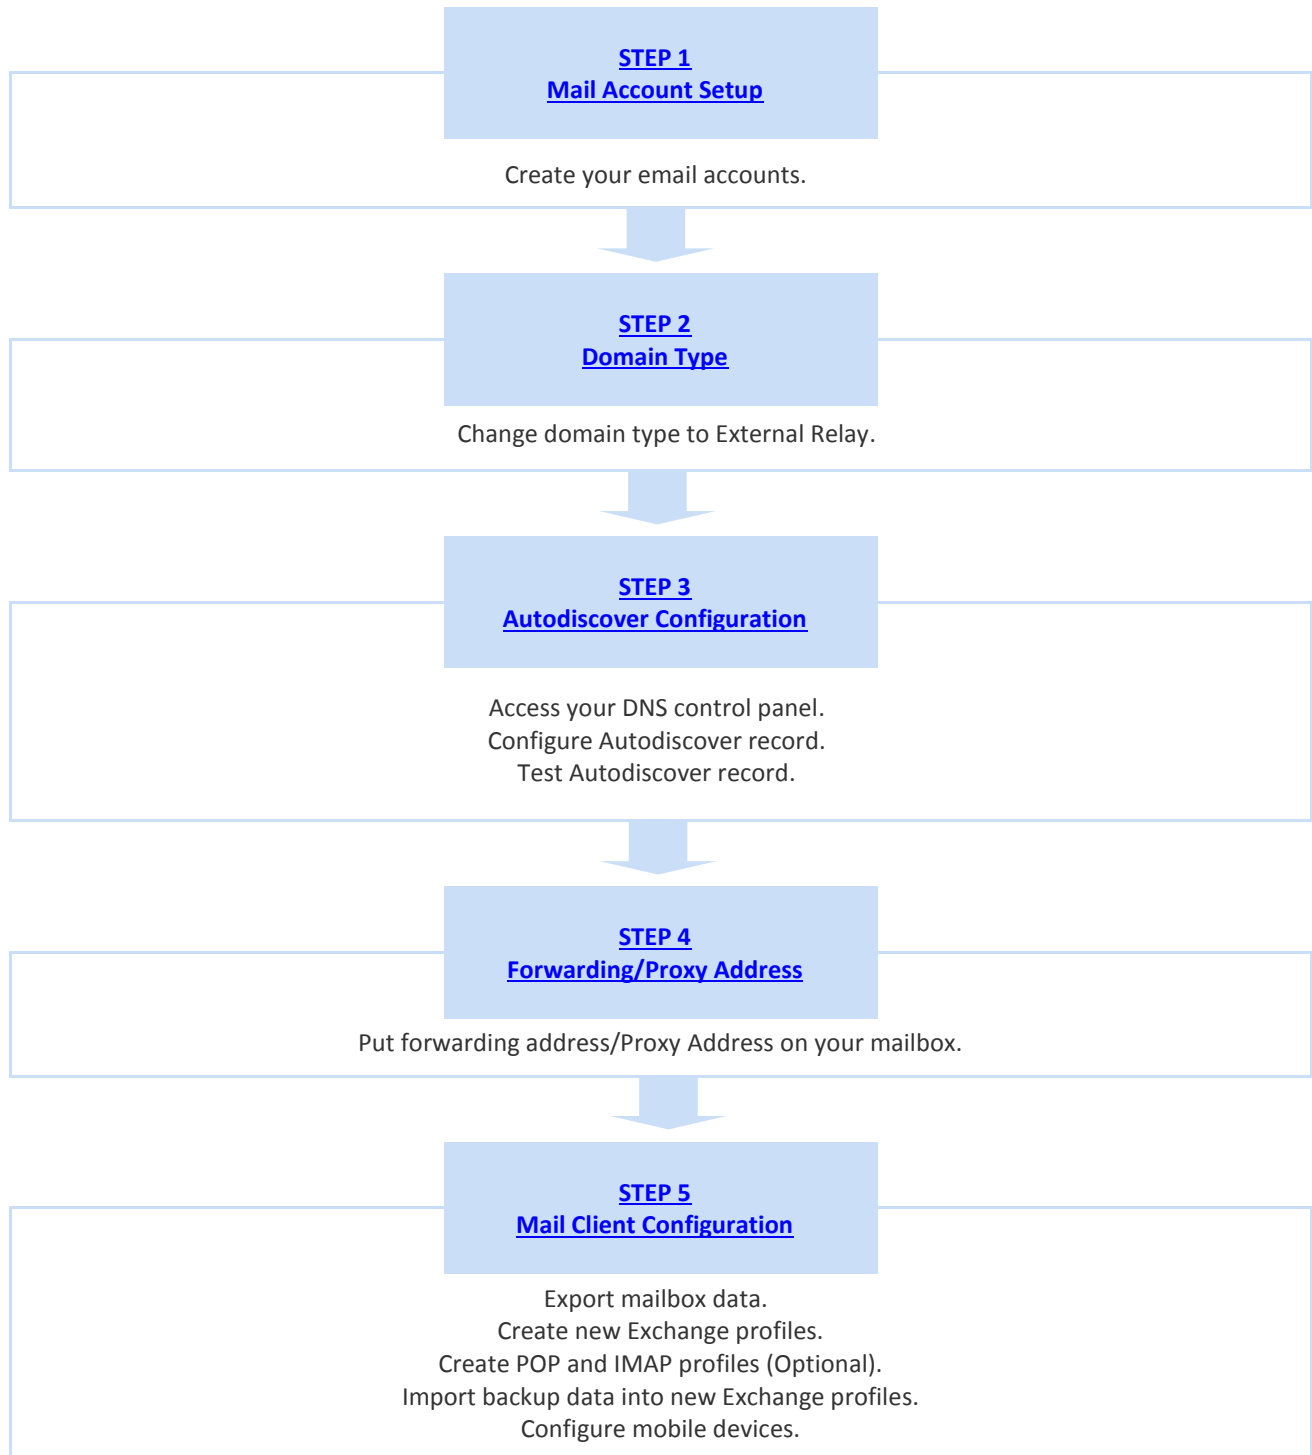 STEP 1
Mail Account Setup
Create your email accounts.
STEP 2
Domain Type
Change domain type to External Relay.
STEP 3
Autodiscover Configuration
Access your DNS control panel.
Configure Autodiscover record.
Test Autodiscover record.
STEP 4
Forwarding/Proxy Address
Put forwarding address/Proxy Address on your mailbox.
STEP 5
Mail Client Configuration
Export mailbox data.
Create new Exchange profiles.
Create POP and IMAP profiles (Optional).
Import backup data into new Exchange profiles.
Configure mobile devices.